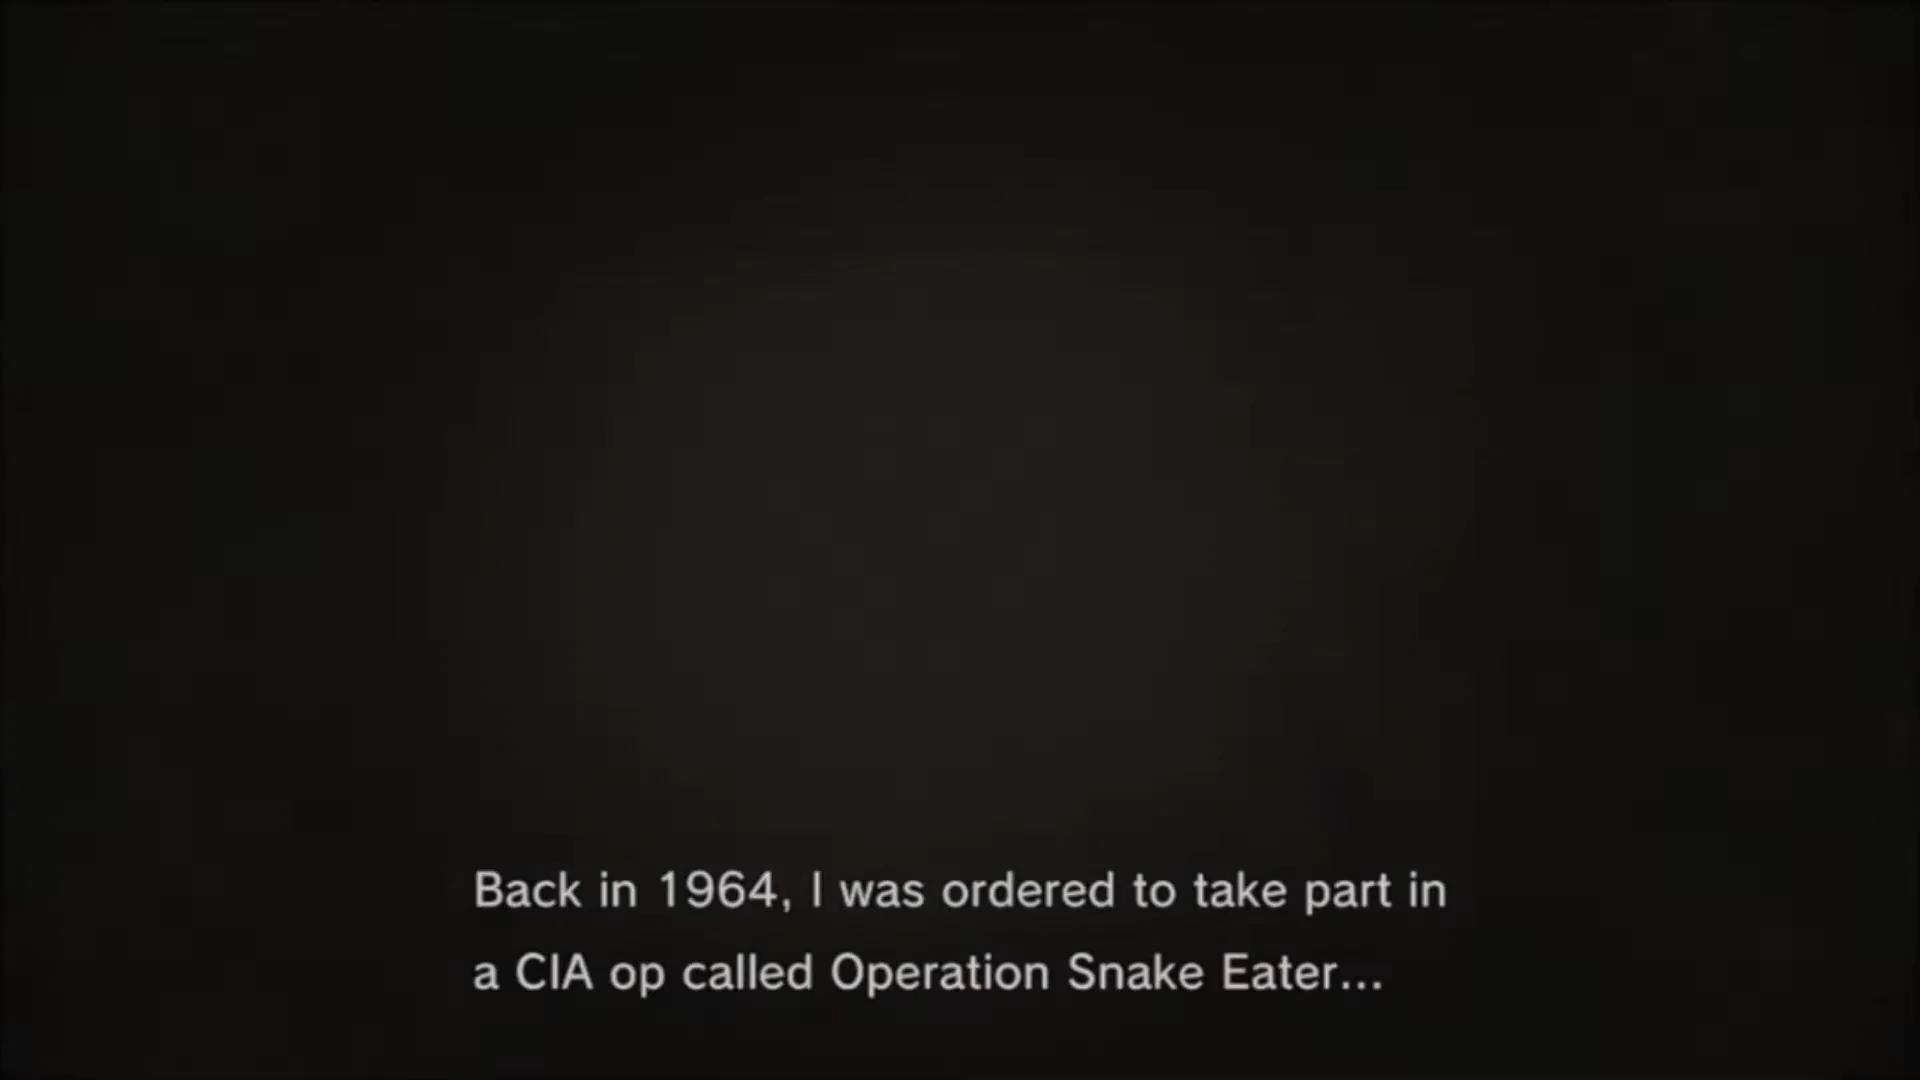 Back in 1964, I was ordered to take part in
a CIA op called Operation Snake Eater...